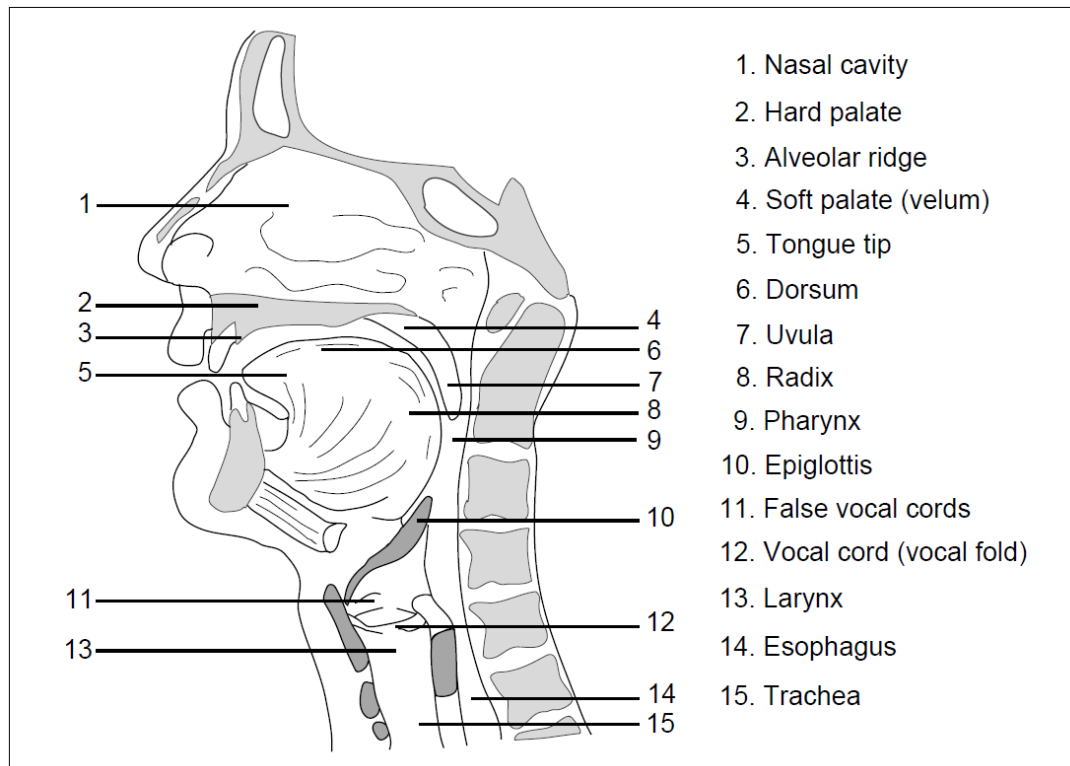 1
2
3
5
11
13
4
6
7
8
9
10
12
14
15
1. Nasal cavity
2. Hard palate
3. Alveolar ridge
4. Soft palate (velum)
5. Tongue tip
6. Dorsum
7. Uvula
8. Radix
9. Pharynx
10. Epiglottis
11. False vocal cords
12. Vocal cord (vocal fold)
13. Larynx
14. Esophagus
15. Trachea